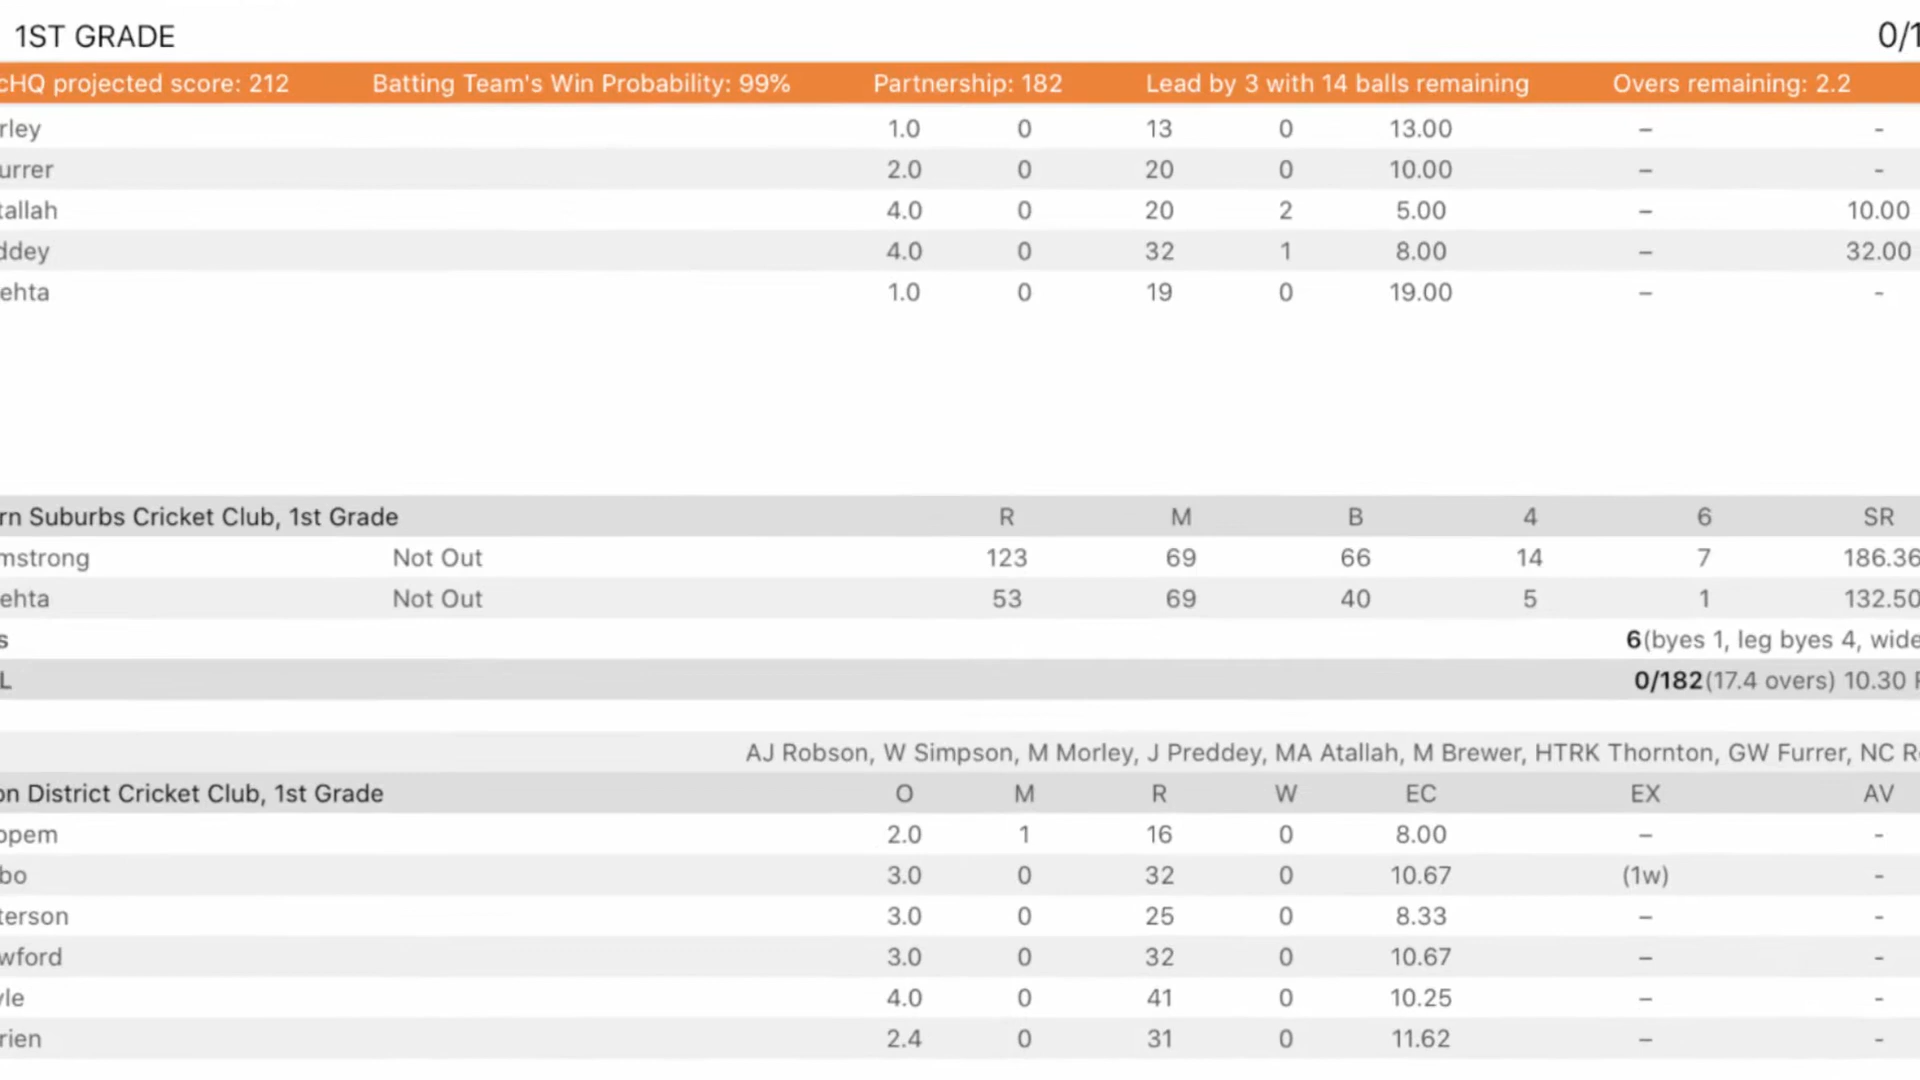 1ST GRADE 0/1
cHQ projected score: 212 Batting Team's Win Probability: 99% Partnership: 182 Lead by 3 with 14 balls remaining Overs remaining: 2.2
rley 1.0 0 13 0 13.00 – -
urrer 2.0 0 20 0 10.00 – -
tallah 4.0 0 20 2 5.00 – 10.00
ddey 4.0 0 32 1 8.00 – 32.00
ehta 1.0 0 19 0 19.00 – -
rn Suburbs Cricket Club, 1st Grade R M B 4 6 SR
mstrong Not Out 123 69 66 14 7 186.36
ehta Not Out 53 69 40 5 1 132.50
s 6(byes 1, leg byes 4, wide
L 0/182(17.4 overs) 10.30
AJ Robson, W Simpson, M Morley, J Preddey, MA Atallah, M Brewer, HTRK Thornton, GW Furrer, NC R
on District Cricket Club, 1st Grade O M R W EC EX AV
opem 2.0 1 16 0 8.00 – -
bo 3.0 0 32 0 10.67 (1w) -
terson 3.0 0 25 0 8.33 – -
wford 3.0 0 32 0 10.67 – -
yle 4.0 0 41 0 10.25 – -
rien 2.4 0 31 0 11.62 – -